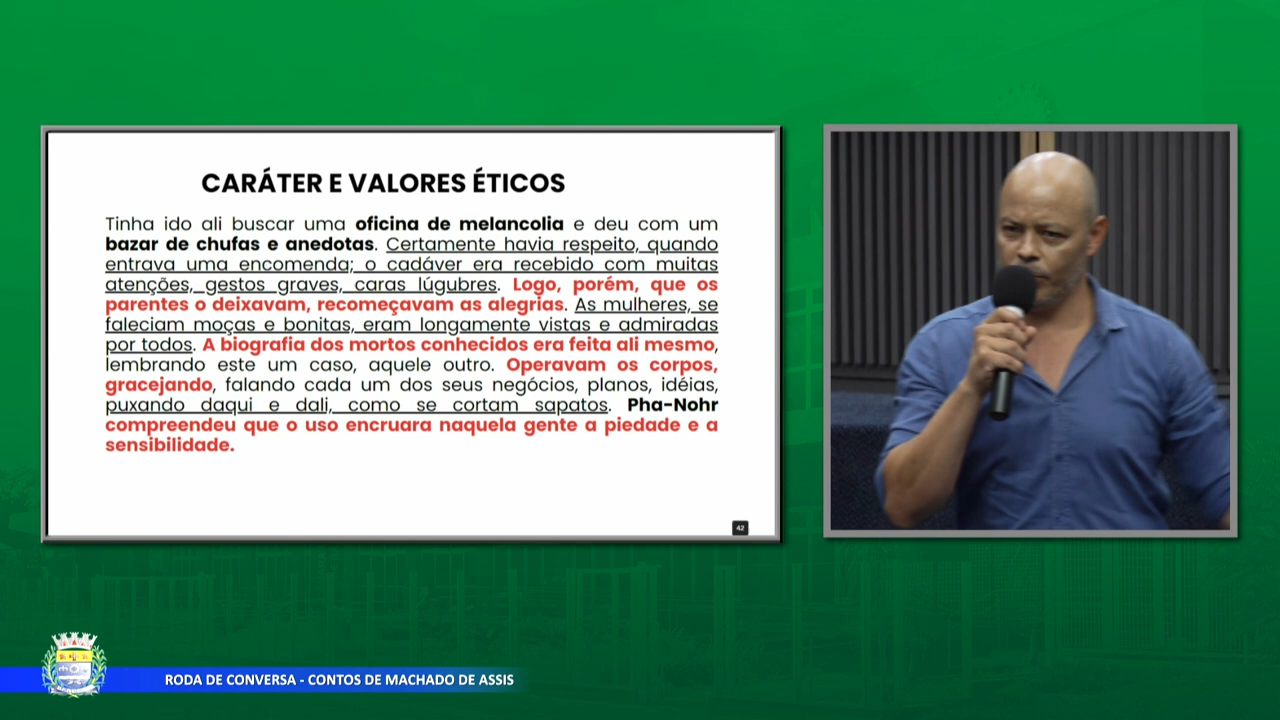 CARÁTER E VALORES ÉTICOS
Tinha ido ali buscar uma oficina de melancolia e deu com um
bazar de chufas e anedotas. Certamente havia respeito, quando
entrava uma encomenda; o cadáver era recebido com muitas
atenções, gestos graves, caras lúgubres. Logo, porém, que os
parentes o deixavam, recomeçavam as alegrias. As mulheres, se
faleciam moças e bonitas, eram longamente vistas e admiradas
por todos. A biografia dos mortos conhecidos era feita ali mesmo,
lembrando este um caso, aquele outro. Operavam os corpos,
gracejando, falando cada um dos seus negócios, planos, idéias,
puxando daqui e dali, como se cortam sapatos. Pha-Nohr
compreendeu que o uso encruara naquela gente a piedade e a
sensibilidade.
42
RODA DE CONVERSA - CONTOS DE MACHADO DE ASSIS